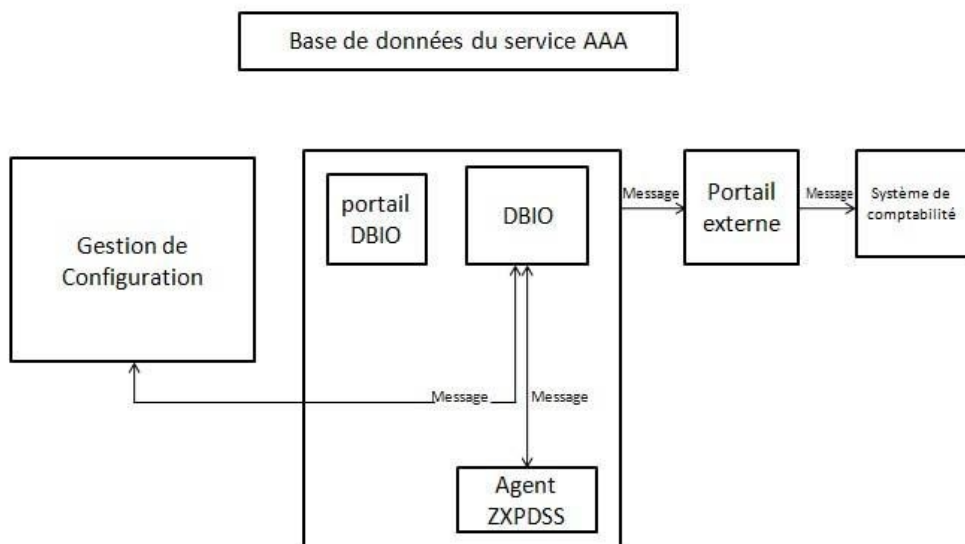 Base de données du service AAA
Gestion de
Configuration
portail
DBIO
DBIO
Message
Portail
externe
Message
Système de
comptabilité
Message
Message
Agent
ZXPDSS